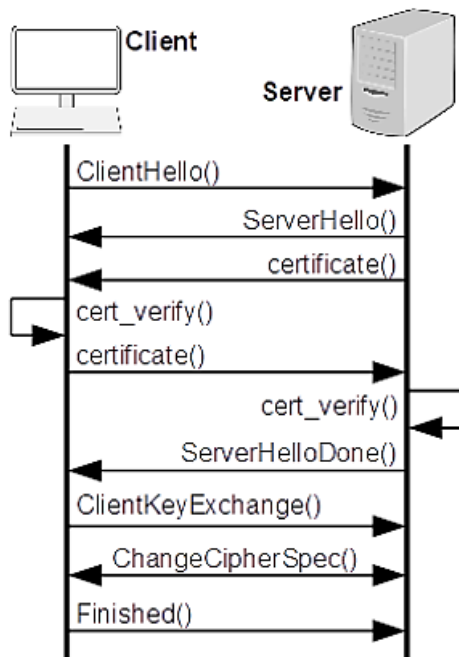 Client
Server
ClientHello()
ServerHello()
certificate()
cert_verify()
certificate()
cert_verify()
ServerHelloDone()
ClientKeyExchange()
ChangeCipherSpec()
Finished()